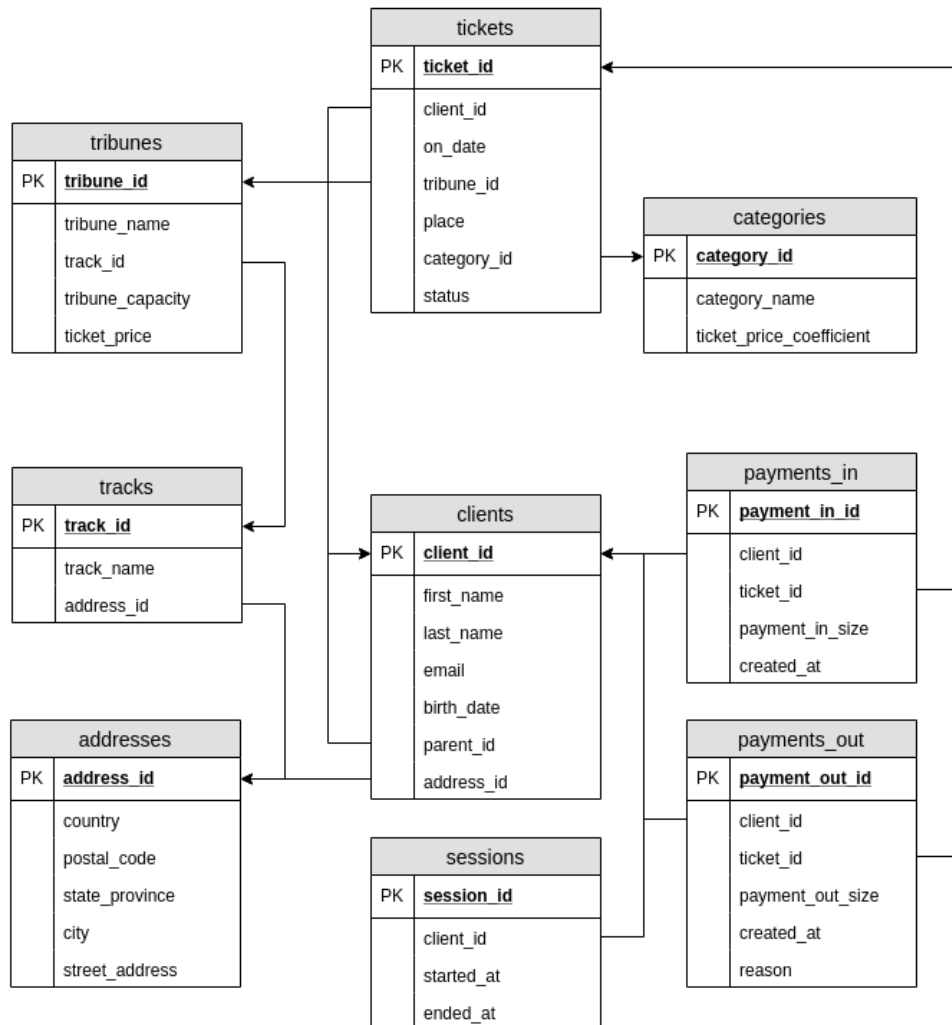 tickets
PK ticket_id
client_id
on_date
tribune_id
place
category_id
status
tribunes
PK tribune_id
tribune_name
track_id
tribune_capacity
ticket_price
categories
PK category_id
category_name
ticket_price_coefficient
tracks
PK track_id
track_name
address_id
clients
PK client_id
first_name
last_name
email
birth_date
parent_id
address_id
payments_in
PK payment_in_id
client_id
ticket_id
payment_in_size
created_at
addresses
PK address_id
country
postal_code
state_province
city
street_address
sessions
PK session_id
client_id
started_at
ended_at
payments_out
PK payment_out_id
client_id
ticket_id
payment_out_size
created_at
reason